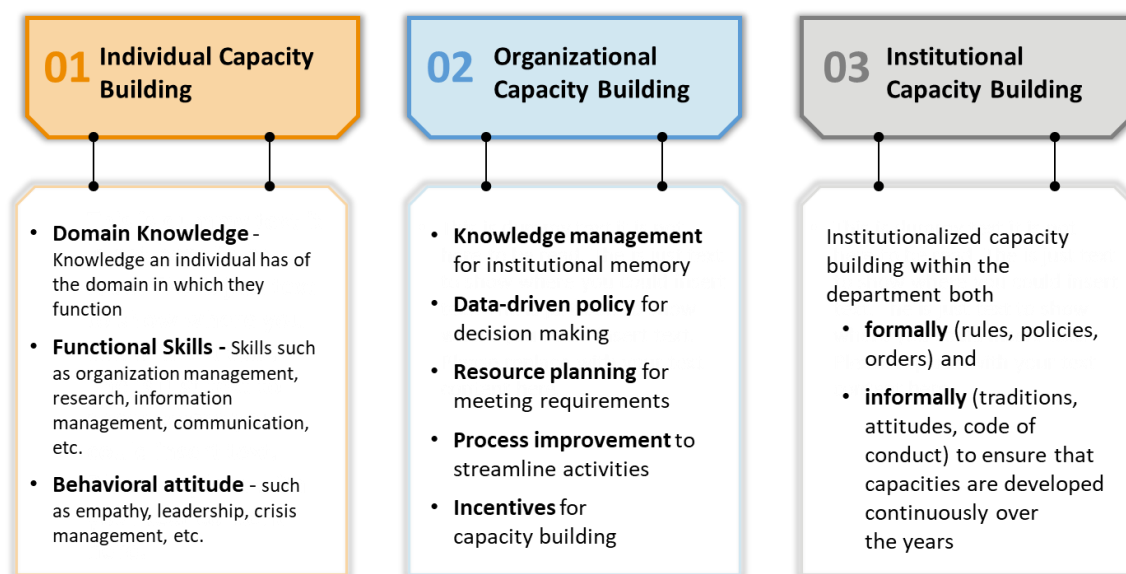 01 Individual Capacity
Building
• Domain Knowledge -
Knowledge an individual has of
the domain in which they
function
• Functional Skills - Skills such
as organization management,
research, information
management, communication,
etc.
• Behavioral attitude - such
as empathy, leadership, crisis
management, etc.
02 Organizational
Capacity Building
• Knowledge management
for institutional memory
• Data-driven policy for
decision making
• Resource planning for
meeting requirements
• Process improvement to
streamline activities
• Incentives for
capacity building
03 Institutional
Capacity Building
Institutionalized capacity
building within the
department both
• formally (rules, policies,
orders) and
• informally (traditions,
attitudes, code of
conduct) to ensure that
capacities are developed
continuously over
the years